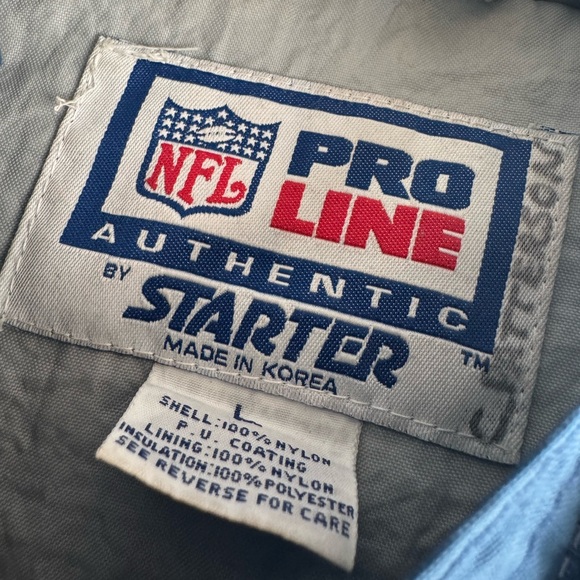 NFL
PRO
LINE
AUTHENTIC
BY STARTER TM
MADE IN KOREA
JEFFERSON
L
SHELL:100% NYLON
P.U. COATING
LINING:100% NYLON
INSULATION:100% POLYESTER
SEE REVERSE FOR CARE